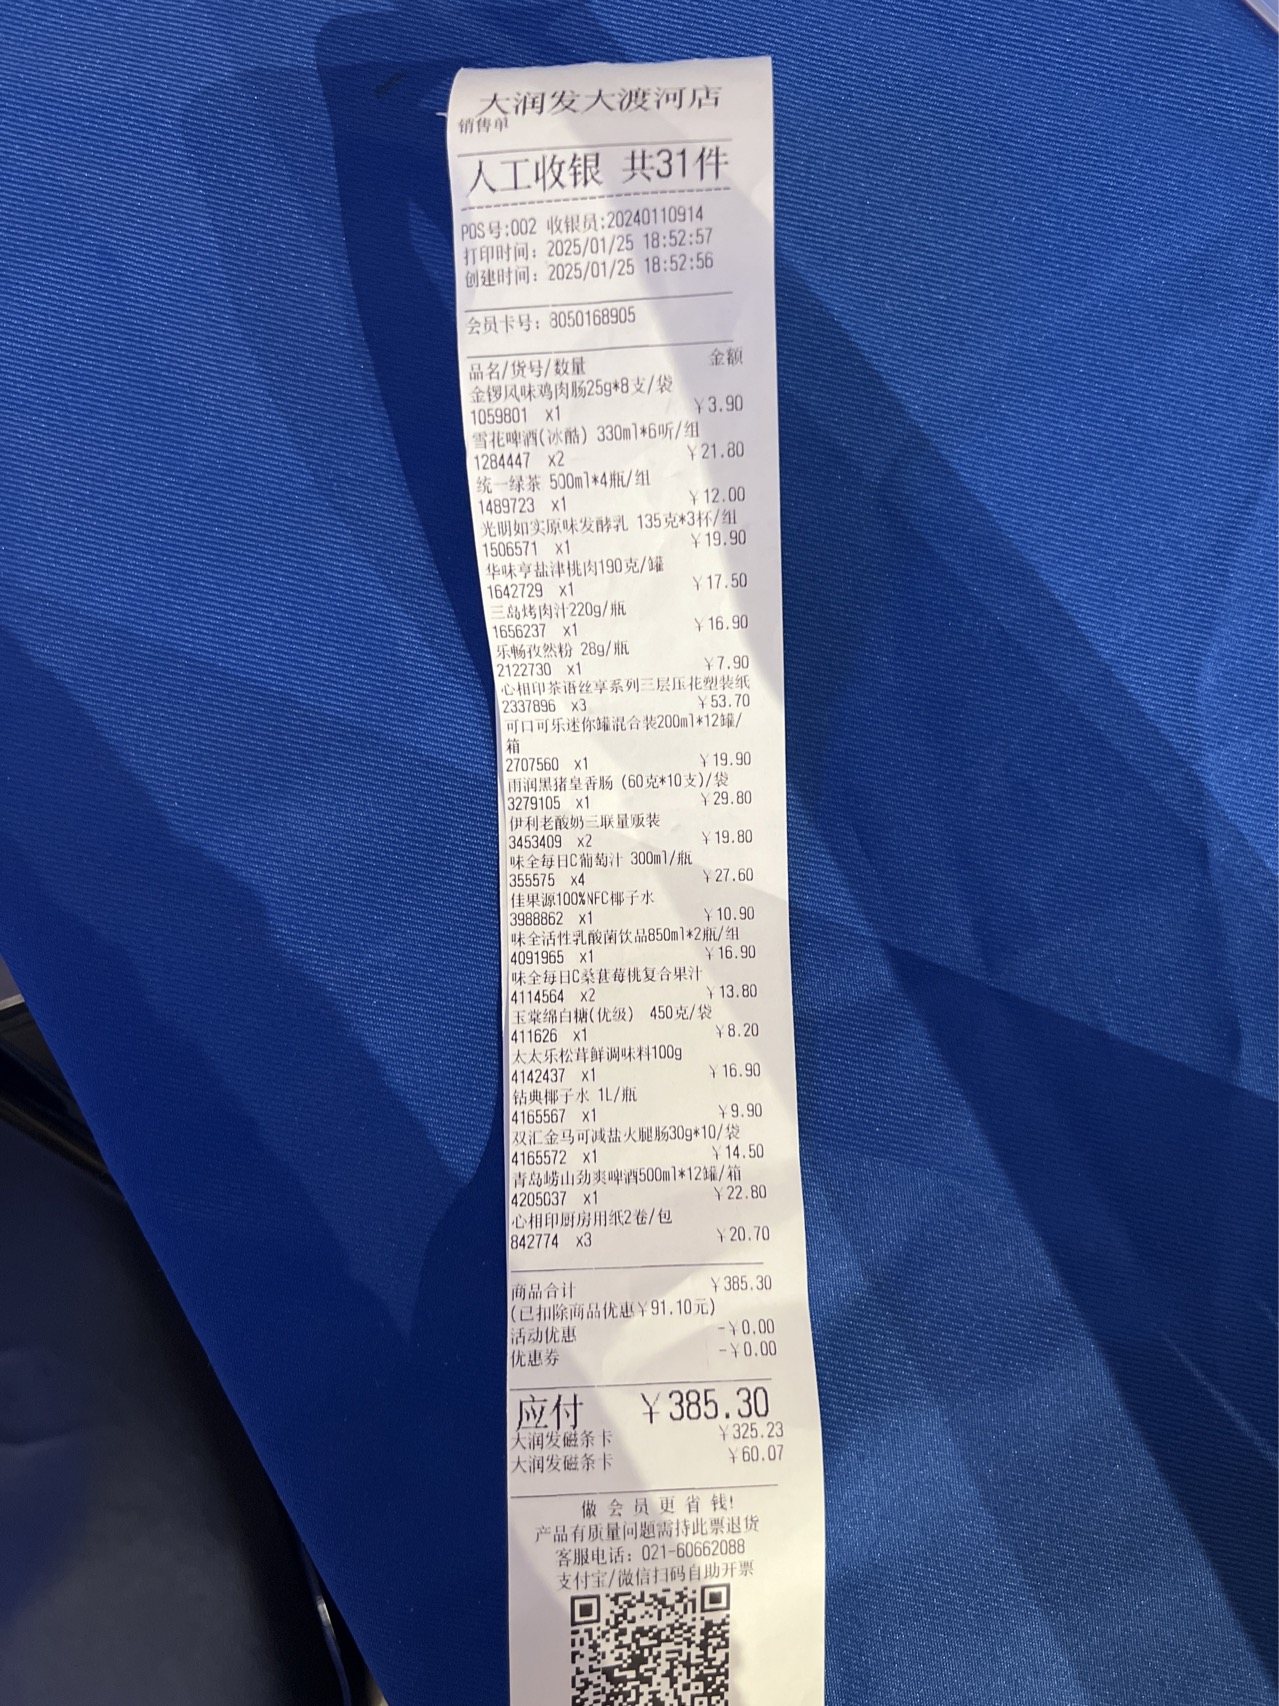 大润发大渡河店
销售单
人工收银 共31件
POS号:002 收银员:20240110914
打印时间: 2025/01/25 18:52:57
创建时间: 2025/01/25 18:52:56
会员卡号: 8050168905
品名/货号/数量 金额
金锣风味鸡肉肠25g*8支/袋
1059801 x1 ￥3.90
雪花啤酒(冰酷) 330ml*6听/组
1284447 x2 ￥21.80
统一绿茶 500ml*4瓶/组
1489723 x1 ￥12.00
光明如实原味发酵乳 135克*3杯/组
1506571 x1 ￥19.90
华味亨盐津桃肉190克/罐
1642729 x1 ￥17.50
三岛烤肉汁220g/瓶
1656237 x1 ￥16.90
乐畅孜然粉 28g/瓶
2122730 x1 ￥7.90
心相印茶语丝享系列三层压花塑装纸
2337896 x3 ￥53.70
可口可乐迷你罐混合装200ml*12罐/
箱
2707560 x1 ￥19.90
雨润黑猪皇香肠 (60克*10支)/袋
3279105 x1 ￥29.80
伊利老酸奶三联量贩装
3453409 x2 ￥19.80
味全每日C葡萄汁 300ml/瓶
355575 x4 ￥27.60
佳果源100%NFC椰子水
3988862 x1 ￥10.90
味全活性乳酸菌饮品850ml*2瓶/组
4091965 x1 ￥16.90
味全每日C桑葚莓桃复合果汁
4114564 x2 ￥13.80
玉棠绵白糖(优级) 450克/袋
411626 x1 ￥8.20
太太乐松茸鲜调味料100g
4142437 x1 ￥16.90
钻典椰子水 1L/瓶
4165567 x1 ￥9.90
双汇金马可减盐火腿肠30g*10/袋
4165572 x1 ￥14.50
青岛崂山劲爽啤酒500ml*12罐/箱
4205037 x1 ￥22.80
心相印厨房用纸2卷/包
842774 x3 ￥20.70
商品合计 ￥385.30
(已扣除商品优惠￥91.10元)
活动优惠 -￥0.00
优惠券 -￥0.00
应付 ￥385.30
大润发磁条卡 ￥325.23
大润发磁条卡 ￥60.07
做 会 员 更 省 钱!
产品有质量问题需持此票退货
客服电话: 021-60662088
支付宝/微信扫码自助开票